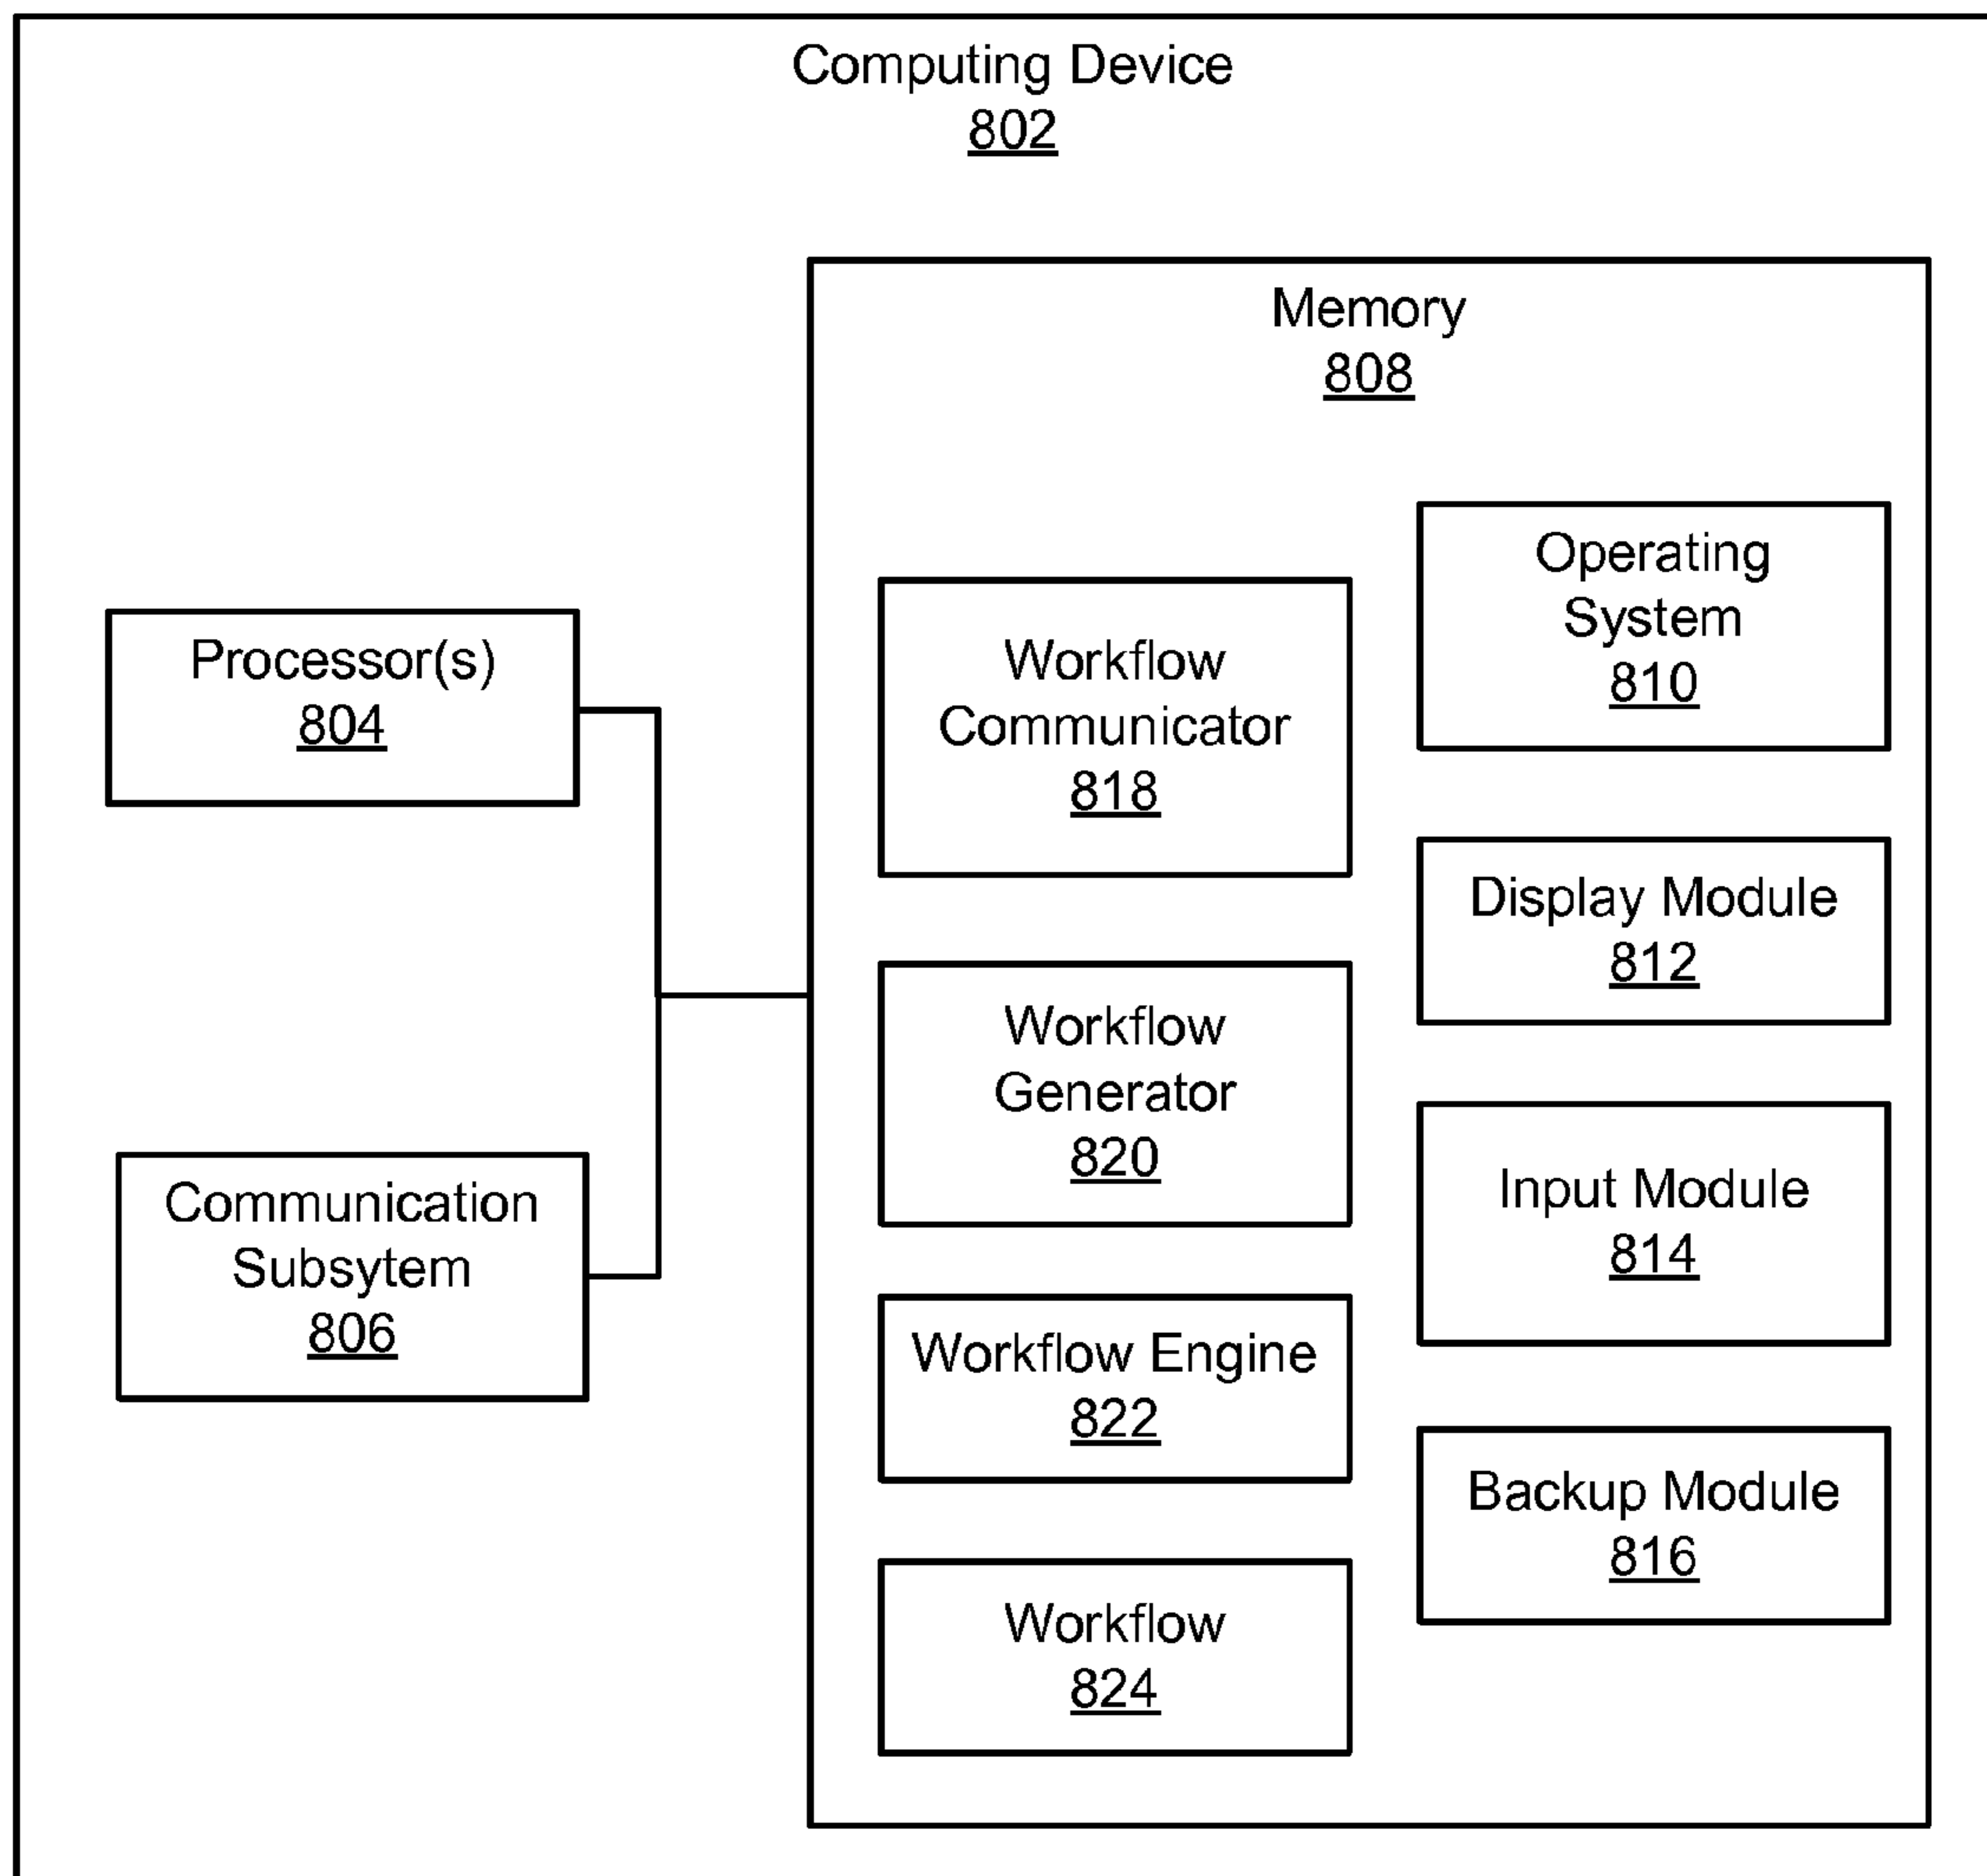 Computing Device
802
Memory
808
Processor(s)
804
Communication
Subsytem
806
Workflow
Communicator
818
Workflow
Generator
820
Workflow Engine
822
Workflow
824
Operating
System
810
Display Module
812
Input Module
814
Backup Module
816